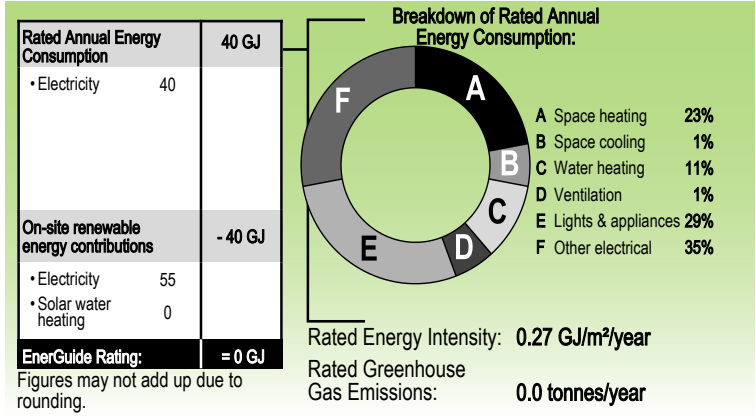 Rated Annual Energy
Consumption
40 GJ
• Electricity 40
On-site renewable
energy contributions
- 40 GJ
• Electricity 55
• Solar water
heating
0
EnerGuide Rating: = 0 GJ
Figures may not add up due to
rounding.
Breakdown of Rated Annual
Energy Consumption:
A
B
C
D
E
F
A Space heating 23%
B Space cooling 1%
C Water heating 11%
D Ventilation 1%
E Lights & appliances 29%
F Other electrical 35%
Rated Energy Intensity: 0.27 GJ/m²/year
Rated Greenhouse
Gas Emissions: 0.0 tonnes/year